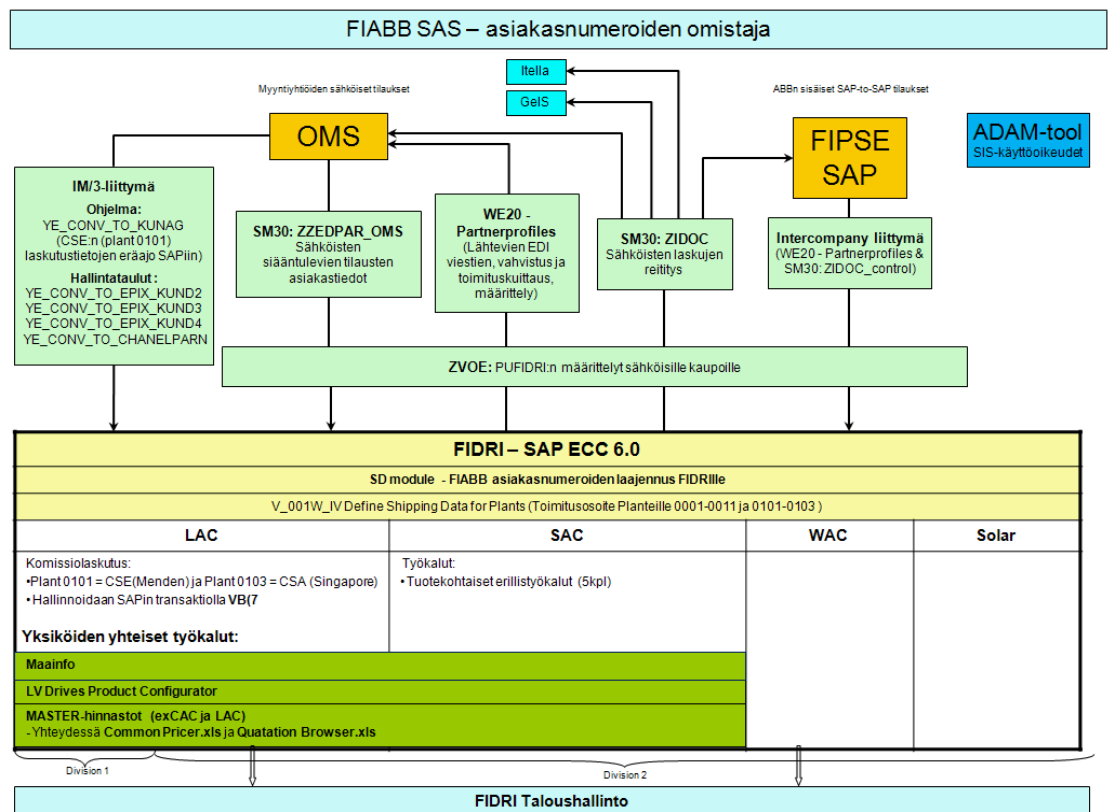 FIABB SAS – asiakasnumeroiden omistaja
Itella
GeIS
Myyntiyhtiöiden sähköiset tilaukset
ABBn sisäiset SAP-to-SAP tilaukset
OMS
FIPSE
SAP
ADAM-tool
SIS-käyttöoikeudet
IM/3-liittymä
Ohjelma:
YE_CONV_TO_KUNAG
(CSE:n (plant 0101)
laskutustietojen eräajo SAPiin)
Hallintataulut :
YE_CONV_TO_EPIX_KUND2
YE_CONV_TO_EPIX_KUND3
YE_CONV_TO_EPIX_KUND4
YE_CONV_TO_CHANELPARN
SM30: ZZEDPAR_OMS
Sähköisten
siääntulevien tilausten
asiakastiedot
WE20 -
Partnerprofiles
(Lähtevien EDI
viestien, vahvistus ja
toimituskuittaus,
määrittely)
SM30: ZIDOC
Sähköisten laskujen
reititys
Intercompany liittymä
(WE20 - Partnerprofiles &
SM30: ZIDOC_control)
ZVOE: PUFIDRI:n määrittelyt sähköisille kaupoille
FIDRI – SAP ECC 6.0
SD module - FIABB asiakasnumeroiden laajennus FIDRIlle
V_001W_IV Define Shipping Data for Plants (Toimitusosoite Planteille 0001-0011 ja 0101-0103 )
LAC
SAC
WAC
Solar
Komissiolaskutus:
•Plant 0101 = CSE(Menden) ja Plant 0103 = CSA (Singapore)
•Hallinnoidaan SAPin transaktiolla VB(7
Työkalut:
•Tuotekohtaiset erillistyökalut (5kpl)
Yksiköiden yhteiset työkalut:
Maainfo
LV Drives Product Configurator
MASTER-hinnastot (exCAC ja LAC)
-Yhteydessä Common Pricer.xls ja Quatation Browser.xls
Division 1
Division 2
FIDRI Taloushallinto